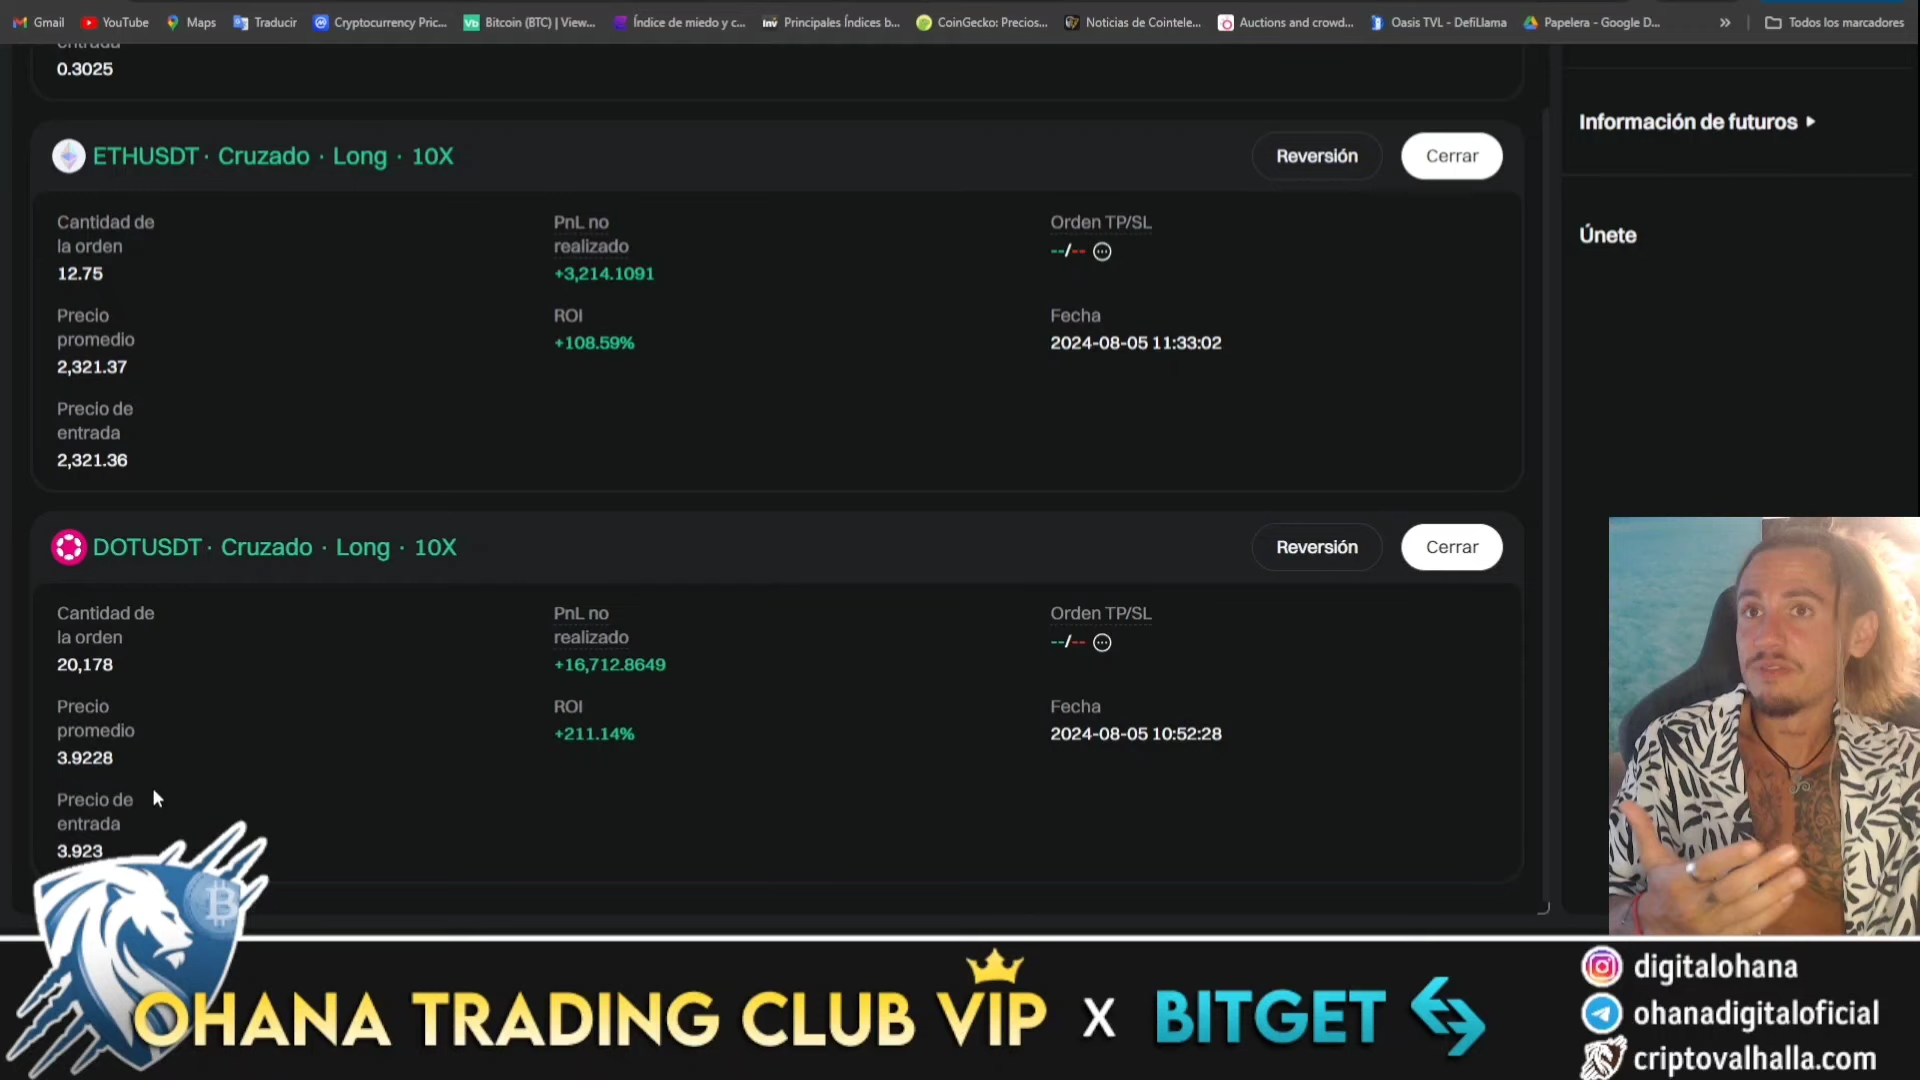 Gmail YouTube Maps Traducir Cryptocurrency Pric... Bitcoin (BTC) | View... Índice de miedo y c... Inv Principales Índices b... CoinGecko: Precios... Noticias de Cointele... Auctions and crowd... Oasis TVL - DefiLlama Papelera - Google D... » Todos los marcadores
entrada
0.3025
Información de futuros
ETHUSDT · Cruzado · Long · 10X Reversión Cerrar
Únete
Cantidad de
la orden
12.75
PnL no
realizado
+3,214.1091
Orden TP/SL
--/--
Precio
promedio
2,321.37
ROI
+108.59%
Fecha
2024-08-05 11:33:02
Precio de
entrada
2,321.36
DOTUSDT · Cruzado · Long · 10X Reversión Cerrar
Cantidad de
la orden
20,178
PnL no
realizado
+16,712.8649
Orden TP/SL
--/--
Precio
promedio
3.9228
ROI
+211.14%
Fecha
2024-08-05 10:52:28
Precio de
entrada
3.923
OHANA TRADING CLUB VIP X BITGET
digitalohana
ohanadigitaloficial
criptovalhalla.com